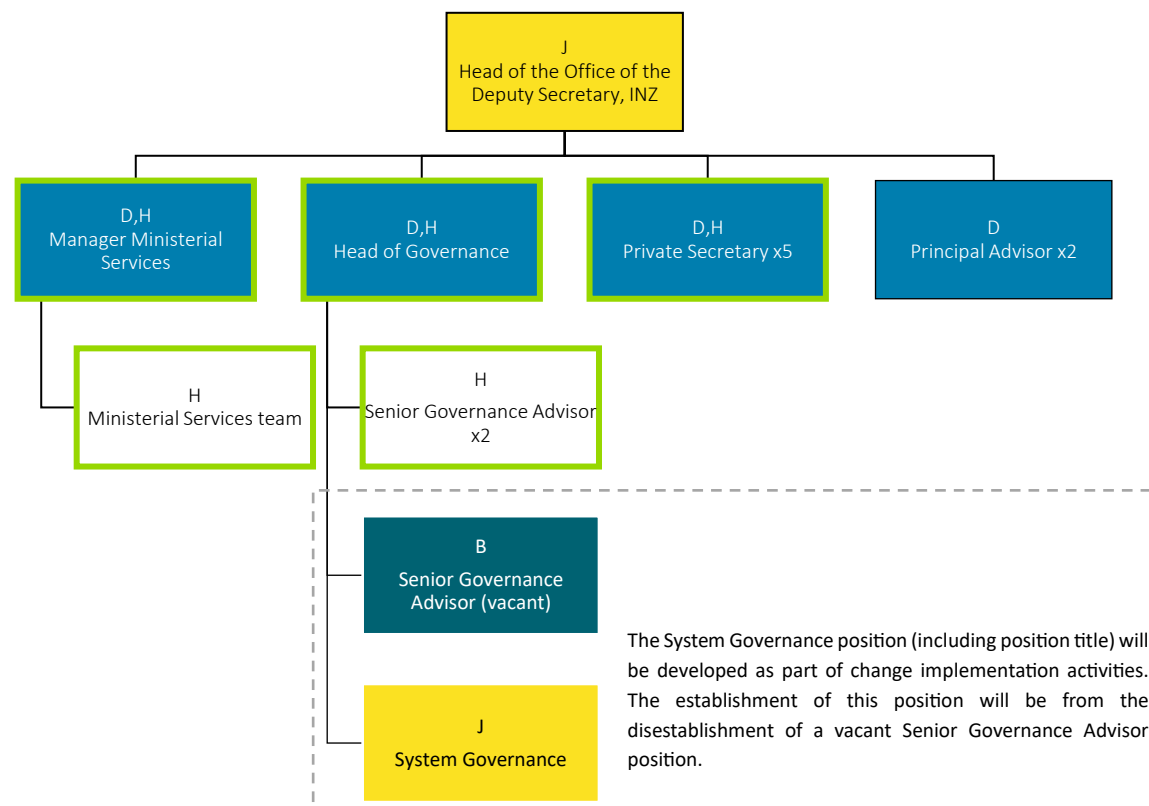 J
Head of the Office of the
Deputy Secretary, INZ
D,H
Manager Ministerial
Services
D,H
Head of Governance
D,H
Private Secretary x5
D
Principal Advisor x2
H
Ministerial Services team
H
Senior Governance Advisor
x2
B
Senior Governance
Advisor (vacant)
J
System Governance
The System Governance position (including position title) will
be developed as part of change implementation activities.
The establishment of this position will be from the
disestablishment of a vacant Senior Governance Advisor
position.